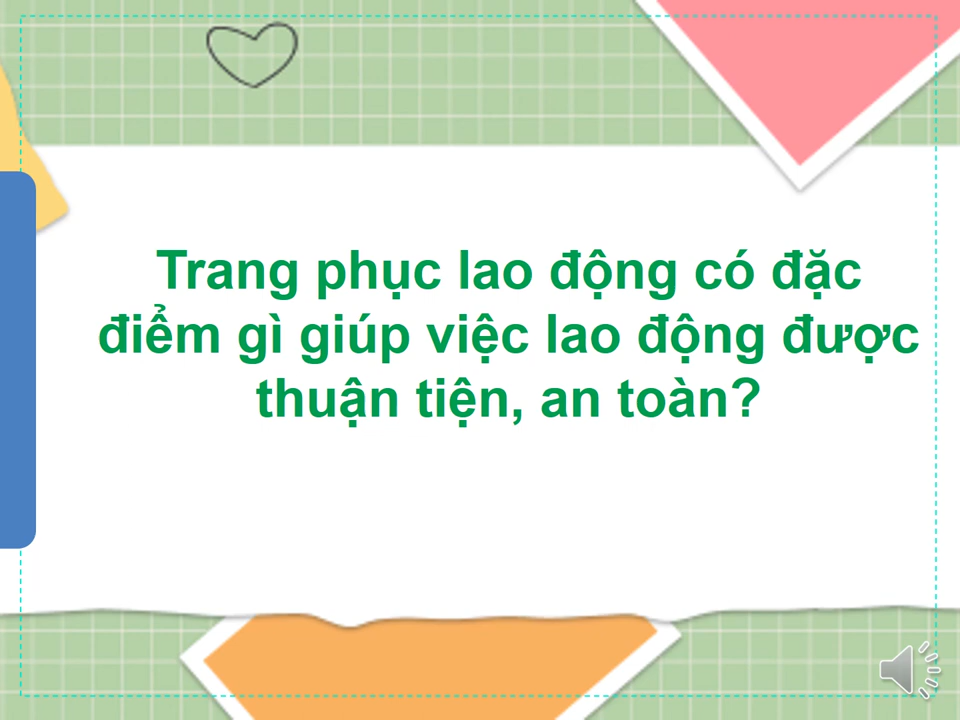 Trang phục lao động có đặc
điểm gì giúp việc lao động được
thuận tiện, an toàn?